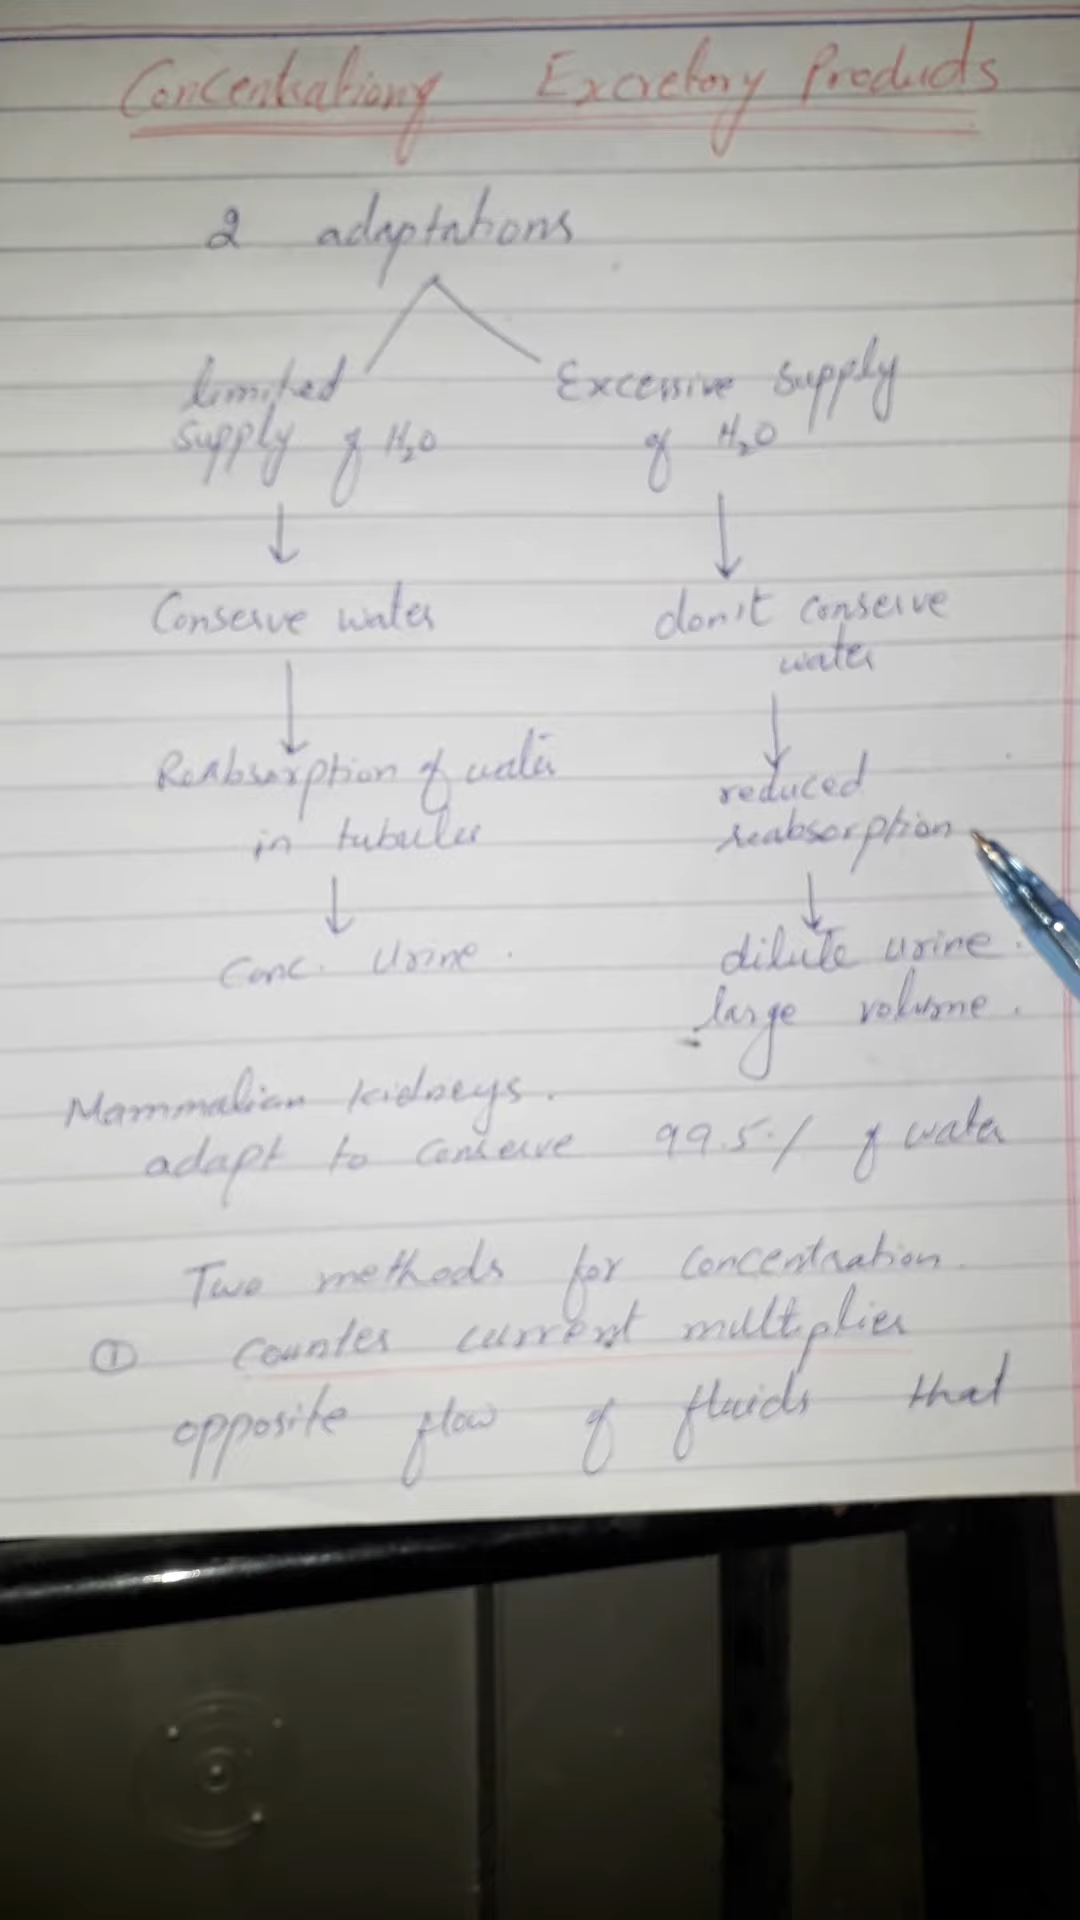 Concentration of Excretory Products
2 adaptations
limited
supply of H₂O
Excessive supply
of H₂O
Conserve water
don't conserve
water
Reabsorption of water
in tubules
reduced
reabsorption
Conc. Urine.
dilute urine.
large volume.
Mammalian kidneys.
adapt to conserve 99.5% of water
Two methods for concentration.
① counter current multiplier
opposite flow of fluids that